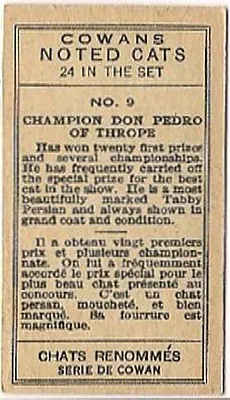 COWANS
NOTED CATS
24 IN THE SET
NO. 9
CHAMPION DON PEDRO
OF THROPE
Has won twenty first prizes
and several championships.
He has frequently carried off
the special prize for the best
cat in the show. He is a most
beautifully marked Tabby
Persian and always shown in
grand coat and condition.
Il a obtenu vingt premiers
prix et plusieurs champion-
nats. On lui a fréquemment
accordé le prix spécial pour le
plus beau chat présenté au
concours. C'est un chat
persan, moucheté, et bien
marqué. Sa fourrure est
magnifique.
CHATS RENOMMÉS
SERIE DE COWAN